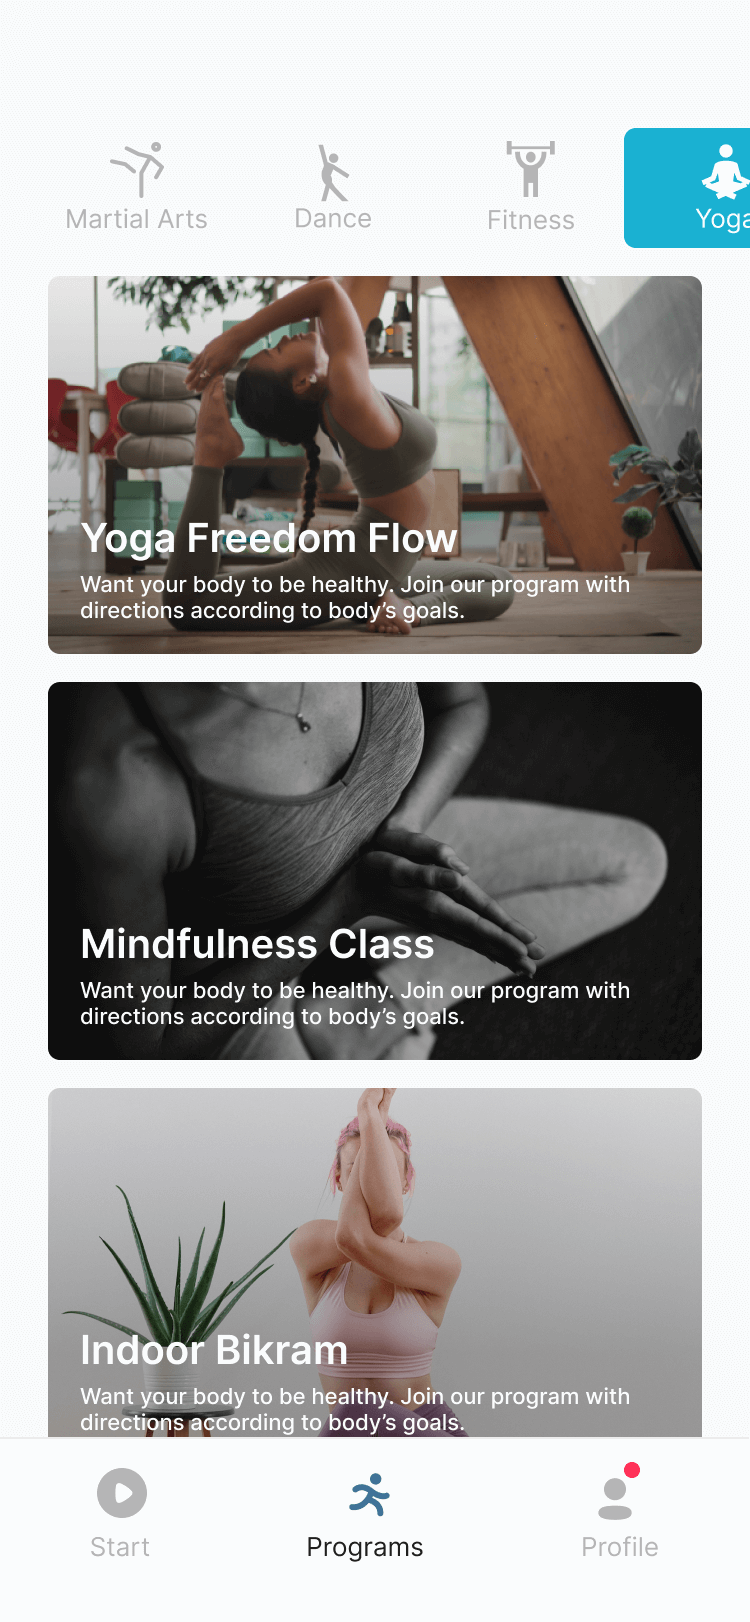 Martial Arts
Dance
Fitness
Yoga
Yoga Freedom Flow
Want your body to be healthy. Join our program with
directions according to body’s goals.
Mindfulness Class
Want your body to be healthy. Join our program with
directions according to body’s goals.
Indoor Bikram
Want your body to be healthy. Join our program with
directions according to body’s goals.
Start
Programs
Profile